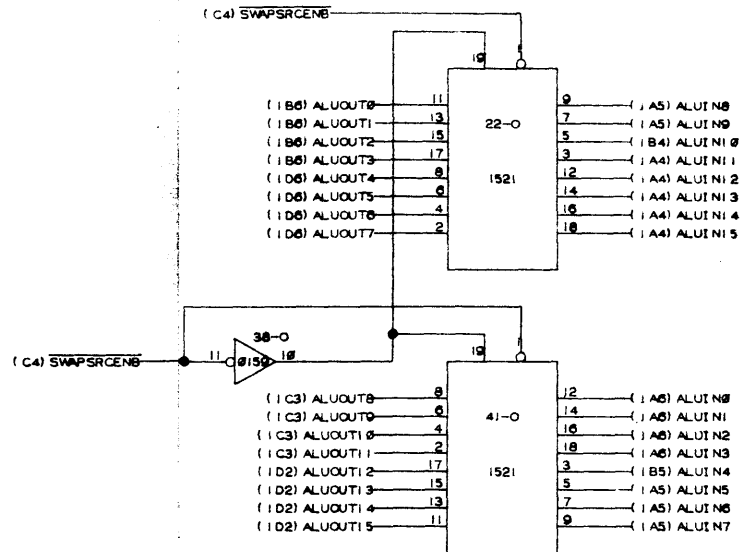 (C4) SWAPSRCENB
19 1
(1B6) ALUOUT0 11 9 (1A5) ALUIN8
(1B6) ALUOUT1 13 7 (1A5) ALUIN9
(1B6) ALUOUT2 15 22-0 5 (1B4) ALUIN10
(1B6) ALUOUT3 17 3 (1A4) ALUIN11
(1D6) ALUOUT4 8 1521 12 (1A4) ALUIN12
(1D6) ALUOUT5 6 14 (1A4) ALUIN13
(1D6) ALUOUT6 4 16 (1A4) ALUIN14
(1D6) ALUOUT7 2 18 (1A4) ALUIN15
38-0
19 1
(C4) SWAPSRCENB 11 0159 10
(1C3) ALUOUT8 8 12 (1A6) ALUIN0
(1C3) ALUOUT9 6 41-0 14 (1A6) ALUIN1
(1C3) ALUOUT10 4 16 (1A6) ALUIN2
(1C3) ALUOUT11 2 18 (1A6) ALUIN3
(1D2) ALUOUT12 17 1521 3 (1B5) ALUIN4
(1D2) ALUOUT13 15 5 (1A5) ALUIN5
(1D2) ALUOUT14 13 7 (1A5) ALUIN6
(1D2) ALUOUT15 11 9 (1A5) ALUIN7